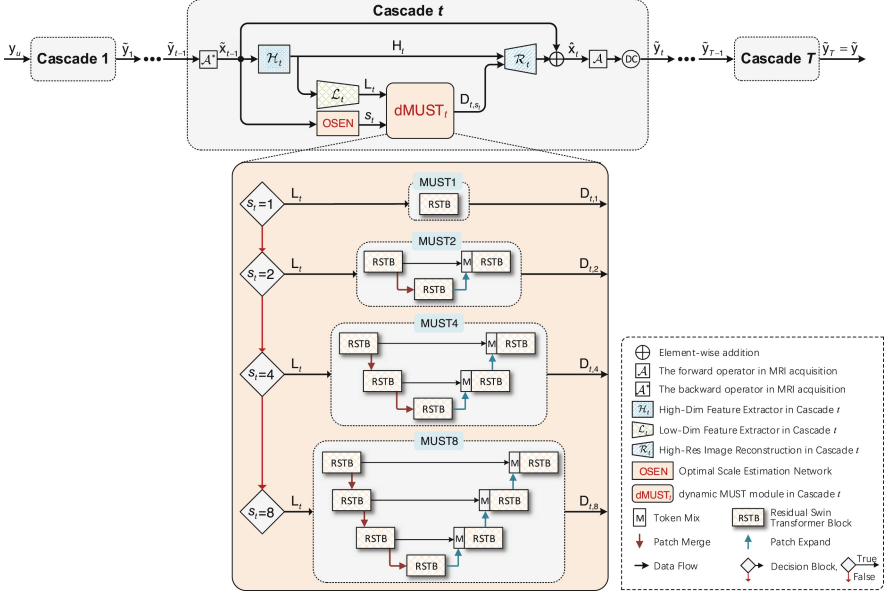 Cascade t
y_u
Cascade 1
ỹ_1
ỹ_{t-1}
𝒜*
x̃_{t-1}
ℋ_t
H_t
ℛ_t
x̂_t
𝒜
DC
ỹ_t
ỹ_{T-1}
Cascade T
ỹ_T = ỹ
ℒ_t
L_t
OSEN
s_t
dMUST_t
D_{t,s_t}
MUST1
s_t=1
L_t
RSTB
D_{t,1}
MUST2
s_t=2
L_t
RSTB
M
RSTB
RSTB
D_{t,2}
MUST4
RSTB
M
RSTB
s_t=4
L_t
RSTB
M
RSTB
RSTB
D_{t,4}
MUST8
RSTB
M
RSTB
RSTB
M
RSTB
s_t=8
L_t
D_{t,8}
RSTB
M
RSTB
RSTB
Element-wise addition
𝒜
The forward operator in MRI acquisition
𝒜*
The backward operator in MRI acquisition
ℋ_t
High-Dim Feature Extractor in Cascade t
ℒ_t
Low-Dim Feature Extractor in Cascade t
ℛ_t
High-Res Image Reconstruction in Cascade t
OSEN
Optimal Scale Estimation Network
dMUST_t
dynamic MUST module in Cascade t
M
Token Mix
RSTB
Residual Swin
Transformer Block
Patch Merge
Patch Expand
Data Flow
Decision Block,
True
False